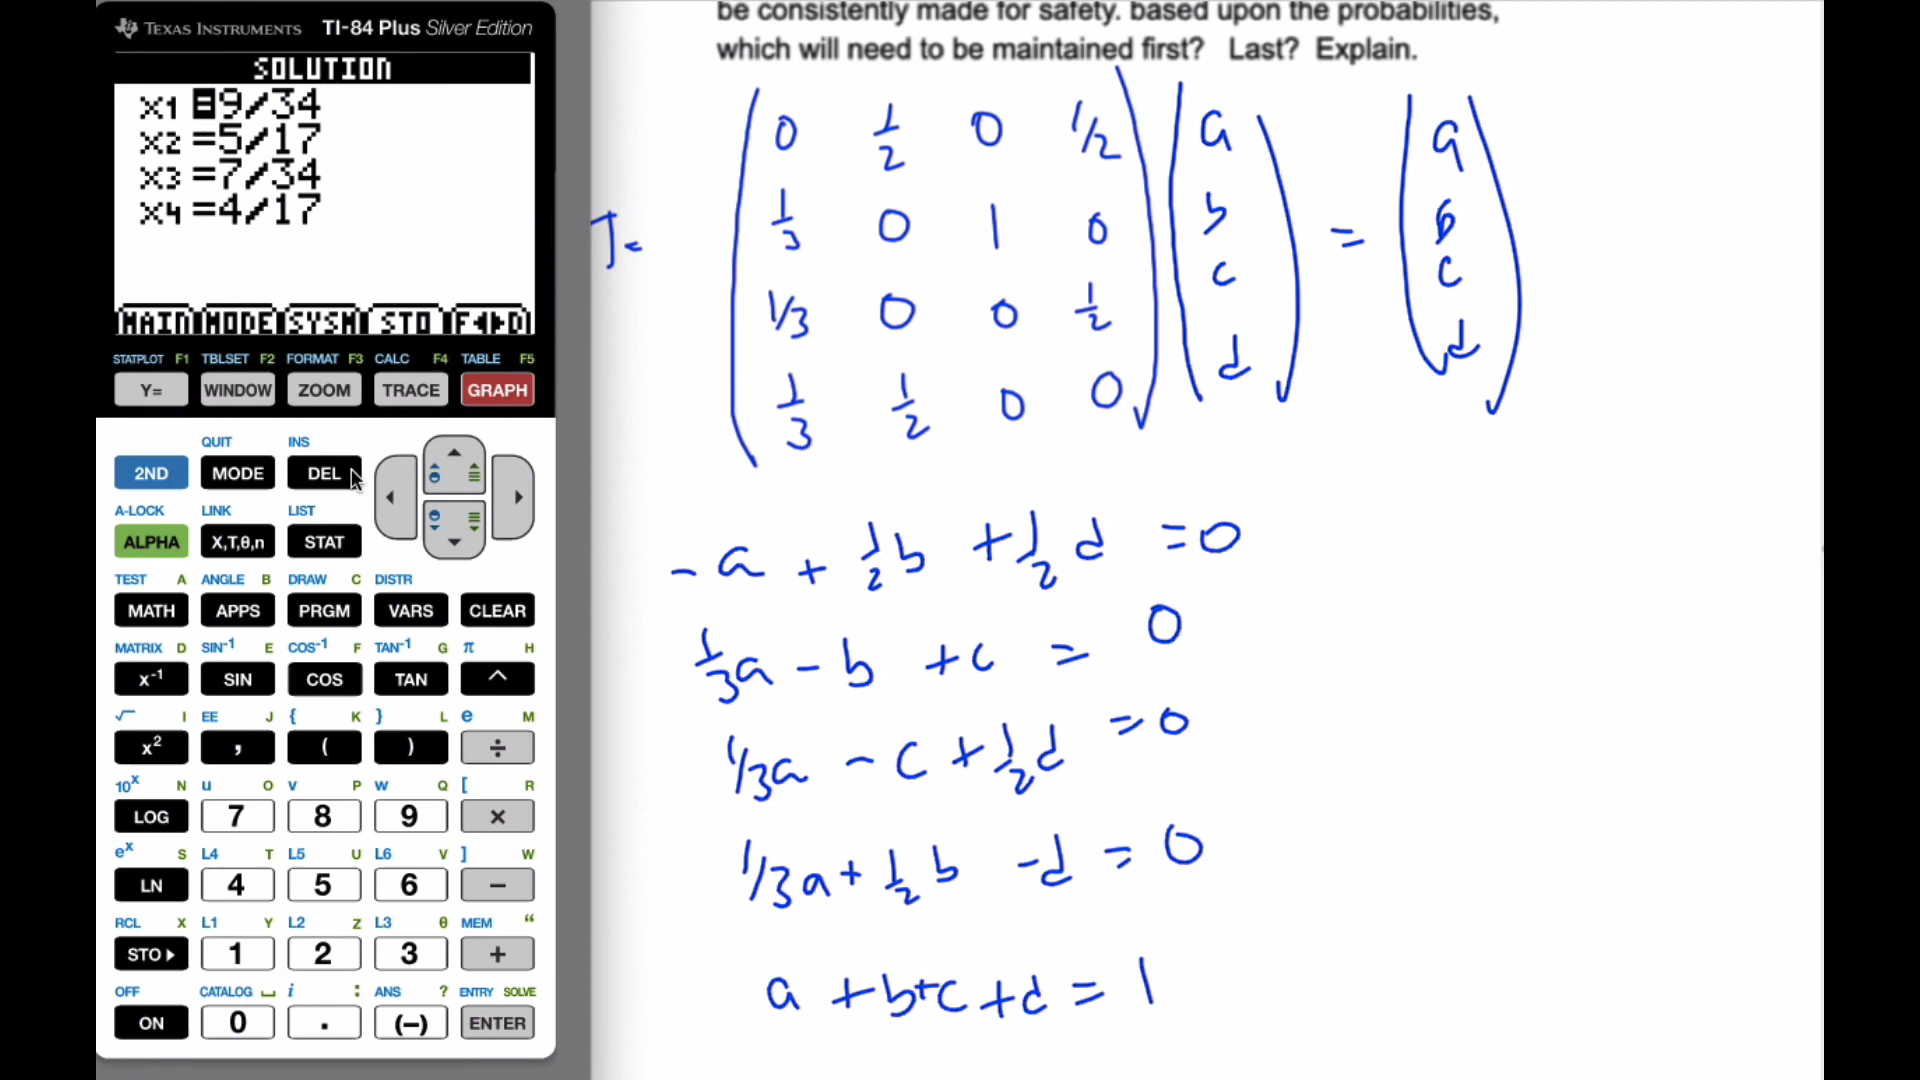 TEXAS INSTRUMENTS TI-84 Plus Silver Edition
SOLUTION
x1 =9/34
x2 =5/17
x3 =7/34
x4 =4/17
MAIN MODE SYSM STO F◄►D
STATPLOT F1 TBLSET F2 FORMAT F3 CALC F4 TABLE F5
Y= WINDOW ZOOM TRACE GRAPH
QUIT INS
2ND MODE DEL
A-LOCK LINK LIST
ALPHA X,T,θ,n STAT
TEST A ANGLE B DRAW C DISTR
MATH APPS PRGM VARS CLEAR
MATRIX D SIN⁻¹ E COS⁻¹ F TAN⁻¹ G π H
x⁻¹ SIN COS TAN ^
√ I EE J { K } L e M
x² , ( ) ÷
10ˣ N u O v P w Q [ R
LOG 7 8 9 ×
eˣ S L4 T L5 U L6 V ] W
LN 4 5 6 −
RCL X L1 Y L2 Z L3 θ MEM “
STO► 1 2 3 +
OFF CATALOG ⎵ i : ANS ? ENTRY SOLVE
ON 0 . (−) ENTER
be consistently made for safety. based upon the probabilities,
which will need to be maintained first? Last? Explain.
0 1/2 0 1/2 a a
1/3 0 1 0 b b
T= =
1/3 0 0 1/2 c c
1/3 1/2 0 0 d d
-a + 1/2 b + 1/2 d = 0
1/3 a - b + c = 0
1/3 a - c + 1/2 d = 0
1/3 a + 1/2 b - d = 0
a + b + c + d = 1